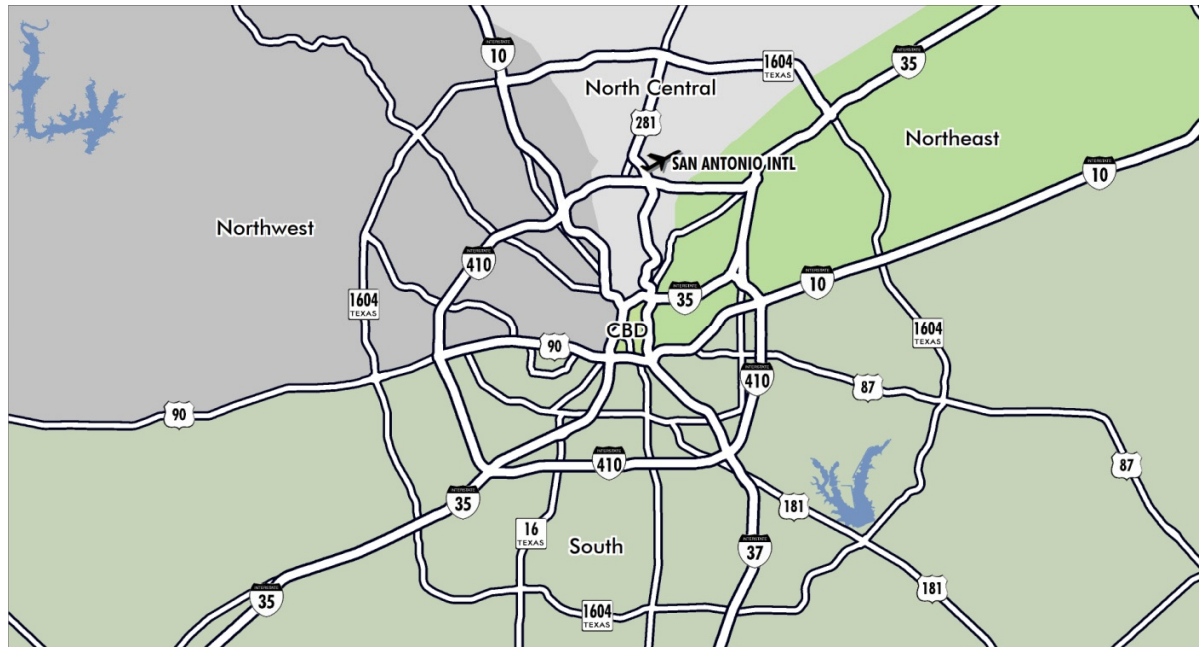 10
INTERSTATE
35
1604
TEXAS
North Central
281
Northeast
SAN ANTONIO INTL
10
Northwest
410
10
1604
TEXAS
35
CBD
1604
TEXAS
90
410
87
90
410
87
35
181
16
TEXAS
South
37
181
35
1604
TEXAS